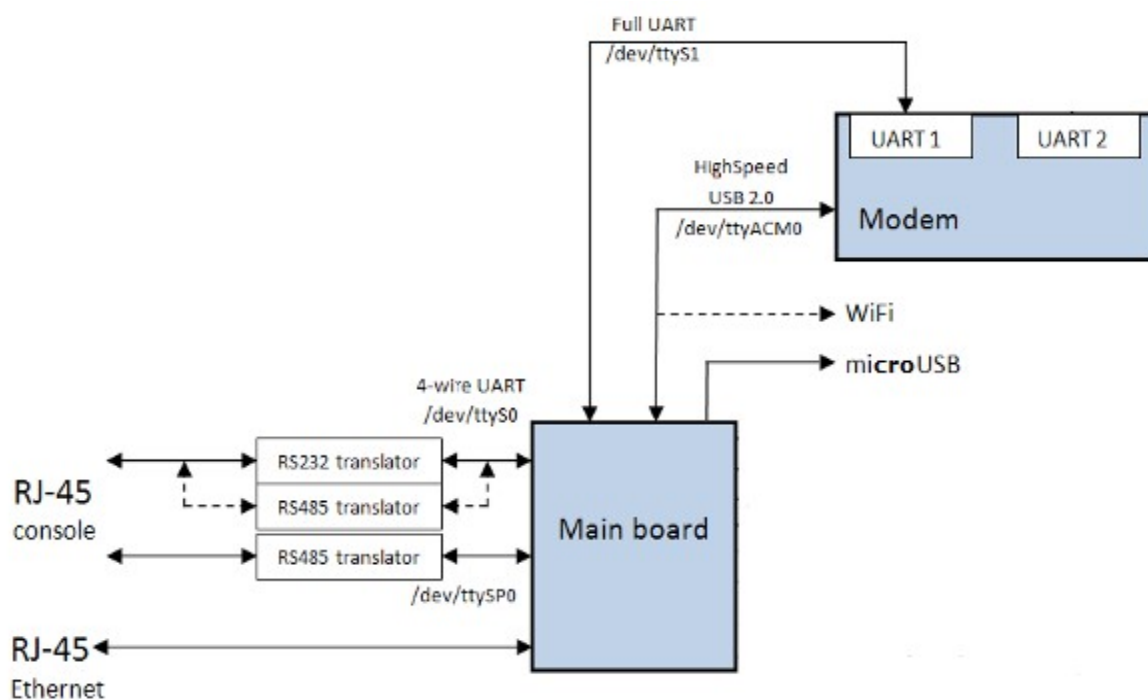 Full UART
/dev/ttyS1
UART 1
UART 2
HighSpeed
USB 2.0
/dev/ttyACM0
Modem
WiFi
microUSB
4-wire UART
/dev/ttyS0
RS232 translator
RS485 translator
RS485 translator
/dev/ttySP0
RJ-45
console
Main board
RJ-45
Ethernet